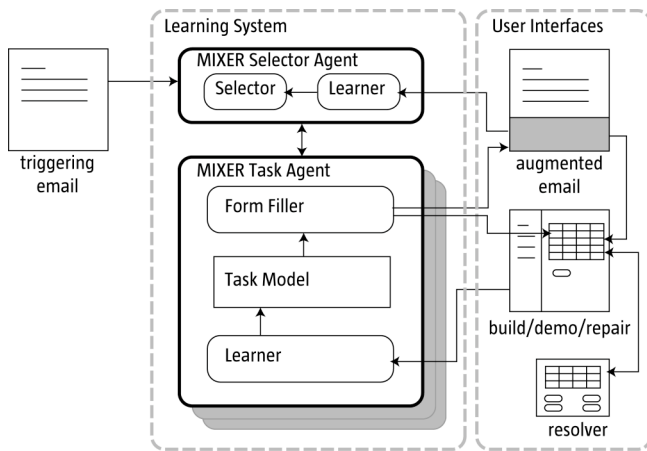 Learning System
User Interfaces
MIXER Selector Agent
Selector
Learner
triggering
email
augmented
email
MIXER Task Agent
Form Filler
Task Model
Learner
build/demo/repair
resolver